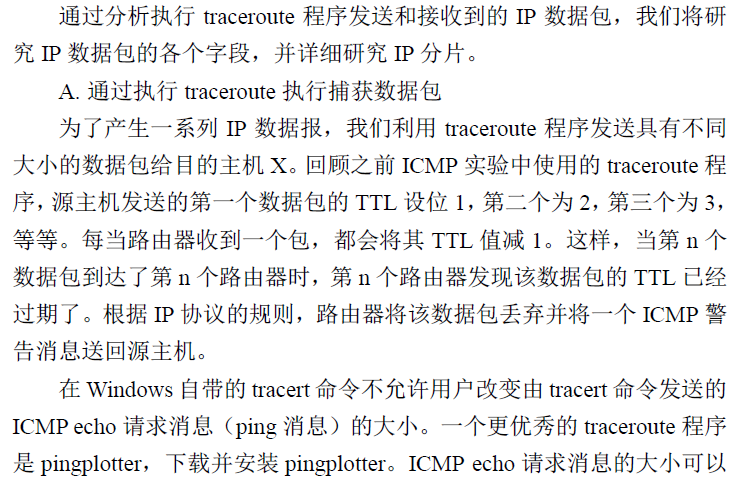 通过分析执行 traceroute 程序发送和接收到的 IP 数据包，我们将研
究 IP 数据包的各个字段，并详细研究 IP 分片。
A. 通过执行 traceroute 执行捕获数据包
为了产生一系列 IP 数据报，我们利用 traceroute 程序发送具有不同
大小的数据包给目的主机 X。回顾之前 ICMP 实验中使用的 traceroute 程
序，源主机发送的第一个数据包的 TTL 设位 1，第二个为 2，第三个为 3，
等等。每当路由器收到一个包，都会将其 TTL 值减 1。这样，当第 n 个
数据包到达了第 n 个路由器时，第 n 个路由器发现该数据包的 TTL 已经
过期了。根据 IP 协议的规则，路由器将该数据包丢弃并将一个 ICMP 警
告消息送回源主机。
在 Windows 自带的 tracert 命令不允许用户改变由 tracert 命令发送的
ICMP echo 请求消息（ping 消息）的大小。一个更优秀的 traceroute 程序
是 pingplotter，下载并安装 pingplotter。ICMP echo 请求消息的大小可以